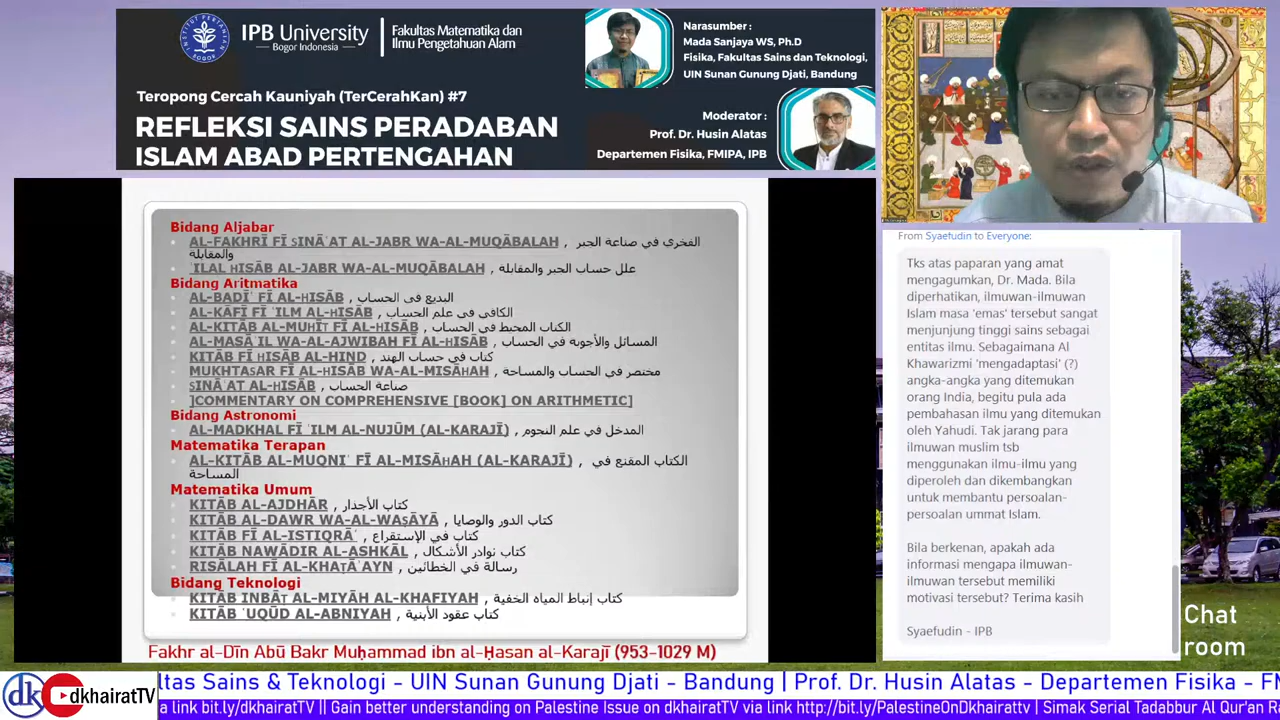 IPB University
Bogor Indonesia
Fakultas Matematika dan
Ilmu Pengetahuan Alam
Teropong Cercah Kauniyah (TerCerahKan) #7
REFLEKSI SAINS PERADABAN
ISLAM ABAD PERTENGAHAN
Narasumber :
Mada Sanjaya WS, Ph.D
Fisika, Fakultas Sains dan Teknologi,
UIN Sunan Gunung Djati, Bandung
Moderator :
Prof. Dr. Husin Alatas
Departemen Fisika, FMIPA, IPB
Bidang Aljabar
AL-FAKHRĪ FĪ ṢINĀʿAT AL-JABR WA-AL-MUQĀBALAH , الفخري في صناعة الجبر
والمقابلة
ʿILAL ḤISĀB AL-JABR WA-AL-MUQĀBALAH , علل حساب الجبر والمقابلة
Bidang Aritmatika
AL-BADĪʿ FĪ AL-ḤISĀB , البديع في الحساب
AL-KĀFĪ FĪ ʿILM AL-ḤISĀB , الكافي في علم الحساب
AL-KITĀB AL-MUḤĪṬ FĪ AL-ḤISĀB , الكتاب المحيط في الحساب
AL-MASĀʾIL WA-AL-AJWIBAH FĪ AL-ḤISĀB , المسائل والأجوبة في الحساب
KITĀB FĪ ḤISĀB AL-HIND , كتاب في حساب الهند
MUKHTAṢAR FĪ AL-ḤISĀB WA-AL-MISĀḤAH , مختصر في الحساب والمساحة
ṢINĀʿAT AL-ḤISĀB , صناعة الحساب
]COMMENTARY ON COMPREHENSIVE [BOOK] ON ARITHMETIC]
Bidang Astronomi
AL-MADKHAL FĪ ʿILM AL-NUJŪM (AL-KARAJĪ) , المدخل في علم النجوم
Matematika Terapan
AL-KITĀB AL-MUQNIʿ FĪ AL-MISĀḤAH (AL-KARAJĪ) , الكتاب المقنع في
المساحة
Matematika Umum
KITĀB AL-AJDHĀR , كتاب الأجذار
KITĀB AL-DAWR WA-AL-WAṢĀYĀ , كتاب الدور والوصايا
KITĀB FĪ AL-ISTIQRĀʾ , كتاب في الإستقراع
KITĀB NAWĀDIR AL-ASHKĀL , كتاب نوادر الأشكال
RISĀLAH FĪ AL-KHAṬĀʾAYN , رسالة في الخطائين
Bidang Teknologi
KITĀB INBĀṬ AL-MIYĀH AL-KHAFIYAH , كتاب إنباط المياه الخفية
KITĀB ʿUQŪD AL-ABNIYAH , كتاب عقود الأبنية
Fakhr al-Dīn Abū Bakr Muḥammad ibn al-Ḥasan al-Karajī (953-1029 M)
From Syaefudin to Everyone:
Tks atas paparan yang amat
mengagumkan, Dr. Mada. Bila
diperhatikan, ilmuwan-ilmuwan
Islam masa 'emas' tersebut sangat
menjunjung tinggi sains sebagai
entitas ilmu. Sebagaimana Al
Khawarizmi 'mengadaptasi' (?)
angka-angka yang ditemukan
orang India, begitu pula ada
pembahasan ilmu yang ditemukan
oleh Yahudi. Tak jarang para
ilmuwan muslim tsb
menggunakan ilmu-ilmu yang
diperoleh dan dikembangkan
untuk membantu persoalan-
persoalan ummat Islam.
Bila berkenan, apakah ada
informasi mengapa ilmuwan-
ilmuwan tersebut memiliki
motivasi tersebut? Terima kasih
Syaefudin - IPB
Chat
room
dk dkhairatTV
ltas Sains & Teknologi - UIN Sunan Gunung Djati - Bandung | Prof. Dr. Husin Alatas - Departemen Fisika - FM
a link bit.ly/dkhairatTV || Gain better understanding on Palestine Issue on dkhairatTV via link http://bit.ly/PalestineOnDkhairattv | Simak Serial Tadabbur Al Qur'an Ra